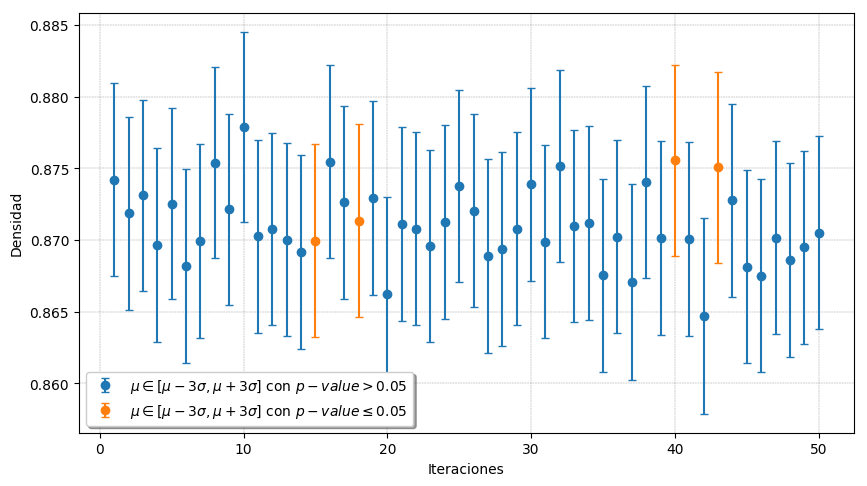 0.885
0.880
0.875
0.870
0.865
0.860
Densidad
μ ∈ [μ − 3σ, μ + 3σ] con p − value > 0.05
μ ∈ [μ − 3σ, μ + 3σ] con p − value ≤ 0.05
0 10 20 30 40 50
Iteraciones